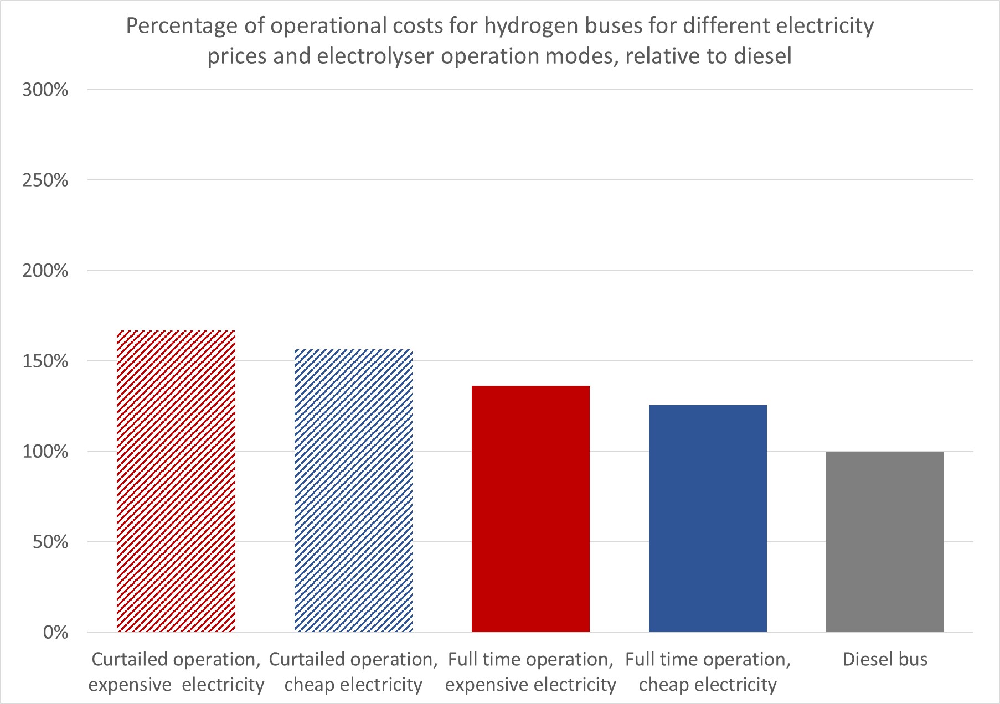 Percentage of operational costs for hydrogen buses for different electricity
prices and electrolyser operation modes, relative to diesel
300%
250%
200%
150%
100%
50%
0%
Curtailed operation,
expensive  electricity
Curtailed operation,
cheap electricity
Full time operation,
expensive electricity
Full time operation,
cheap electricity
Diesel bus